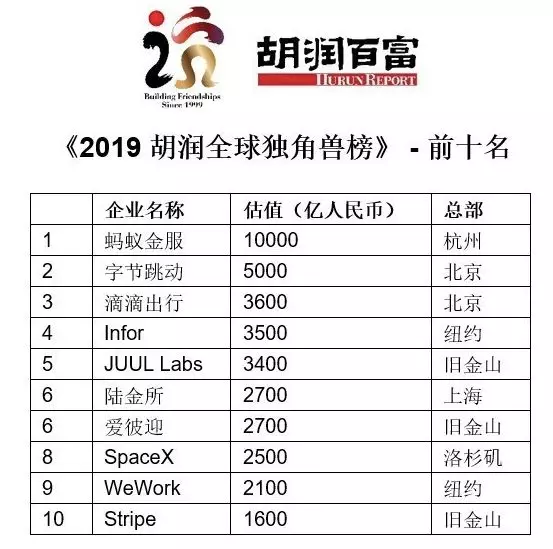 Building Friendships
Since 1999
胡润百富
HURUN REPORT
《2019 胡润全球独角兽榜》 - 前十名
企业名称 估值（亿人民币） 总部
1 蚂蚁金服 10000 杭州
2 字节跳动 5000 北京
3 滴滴出行 3600 北京
4 Infor 3500 纽约
5 JUUL Labs 3400 旧金山
6 陆金所 2700 上海
6 爱彼迎 2700 旧金山
8 SpaceX 2500 洛杉矶
9 WeWork 2100 纽约
10 Stripe 1600 旧金山